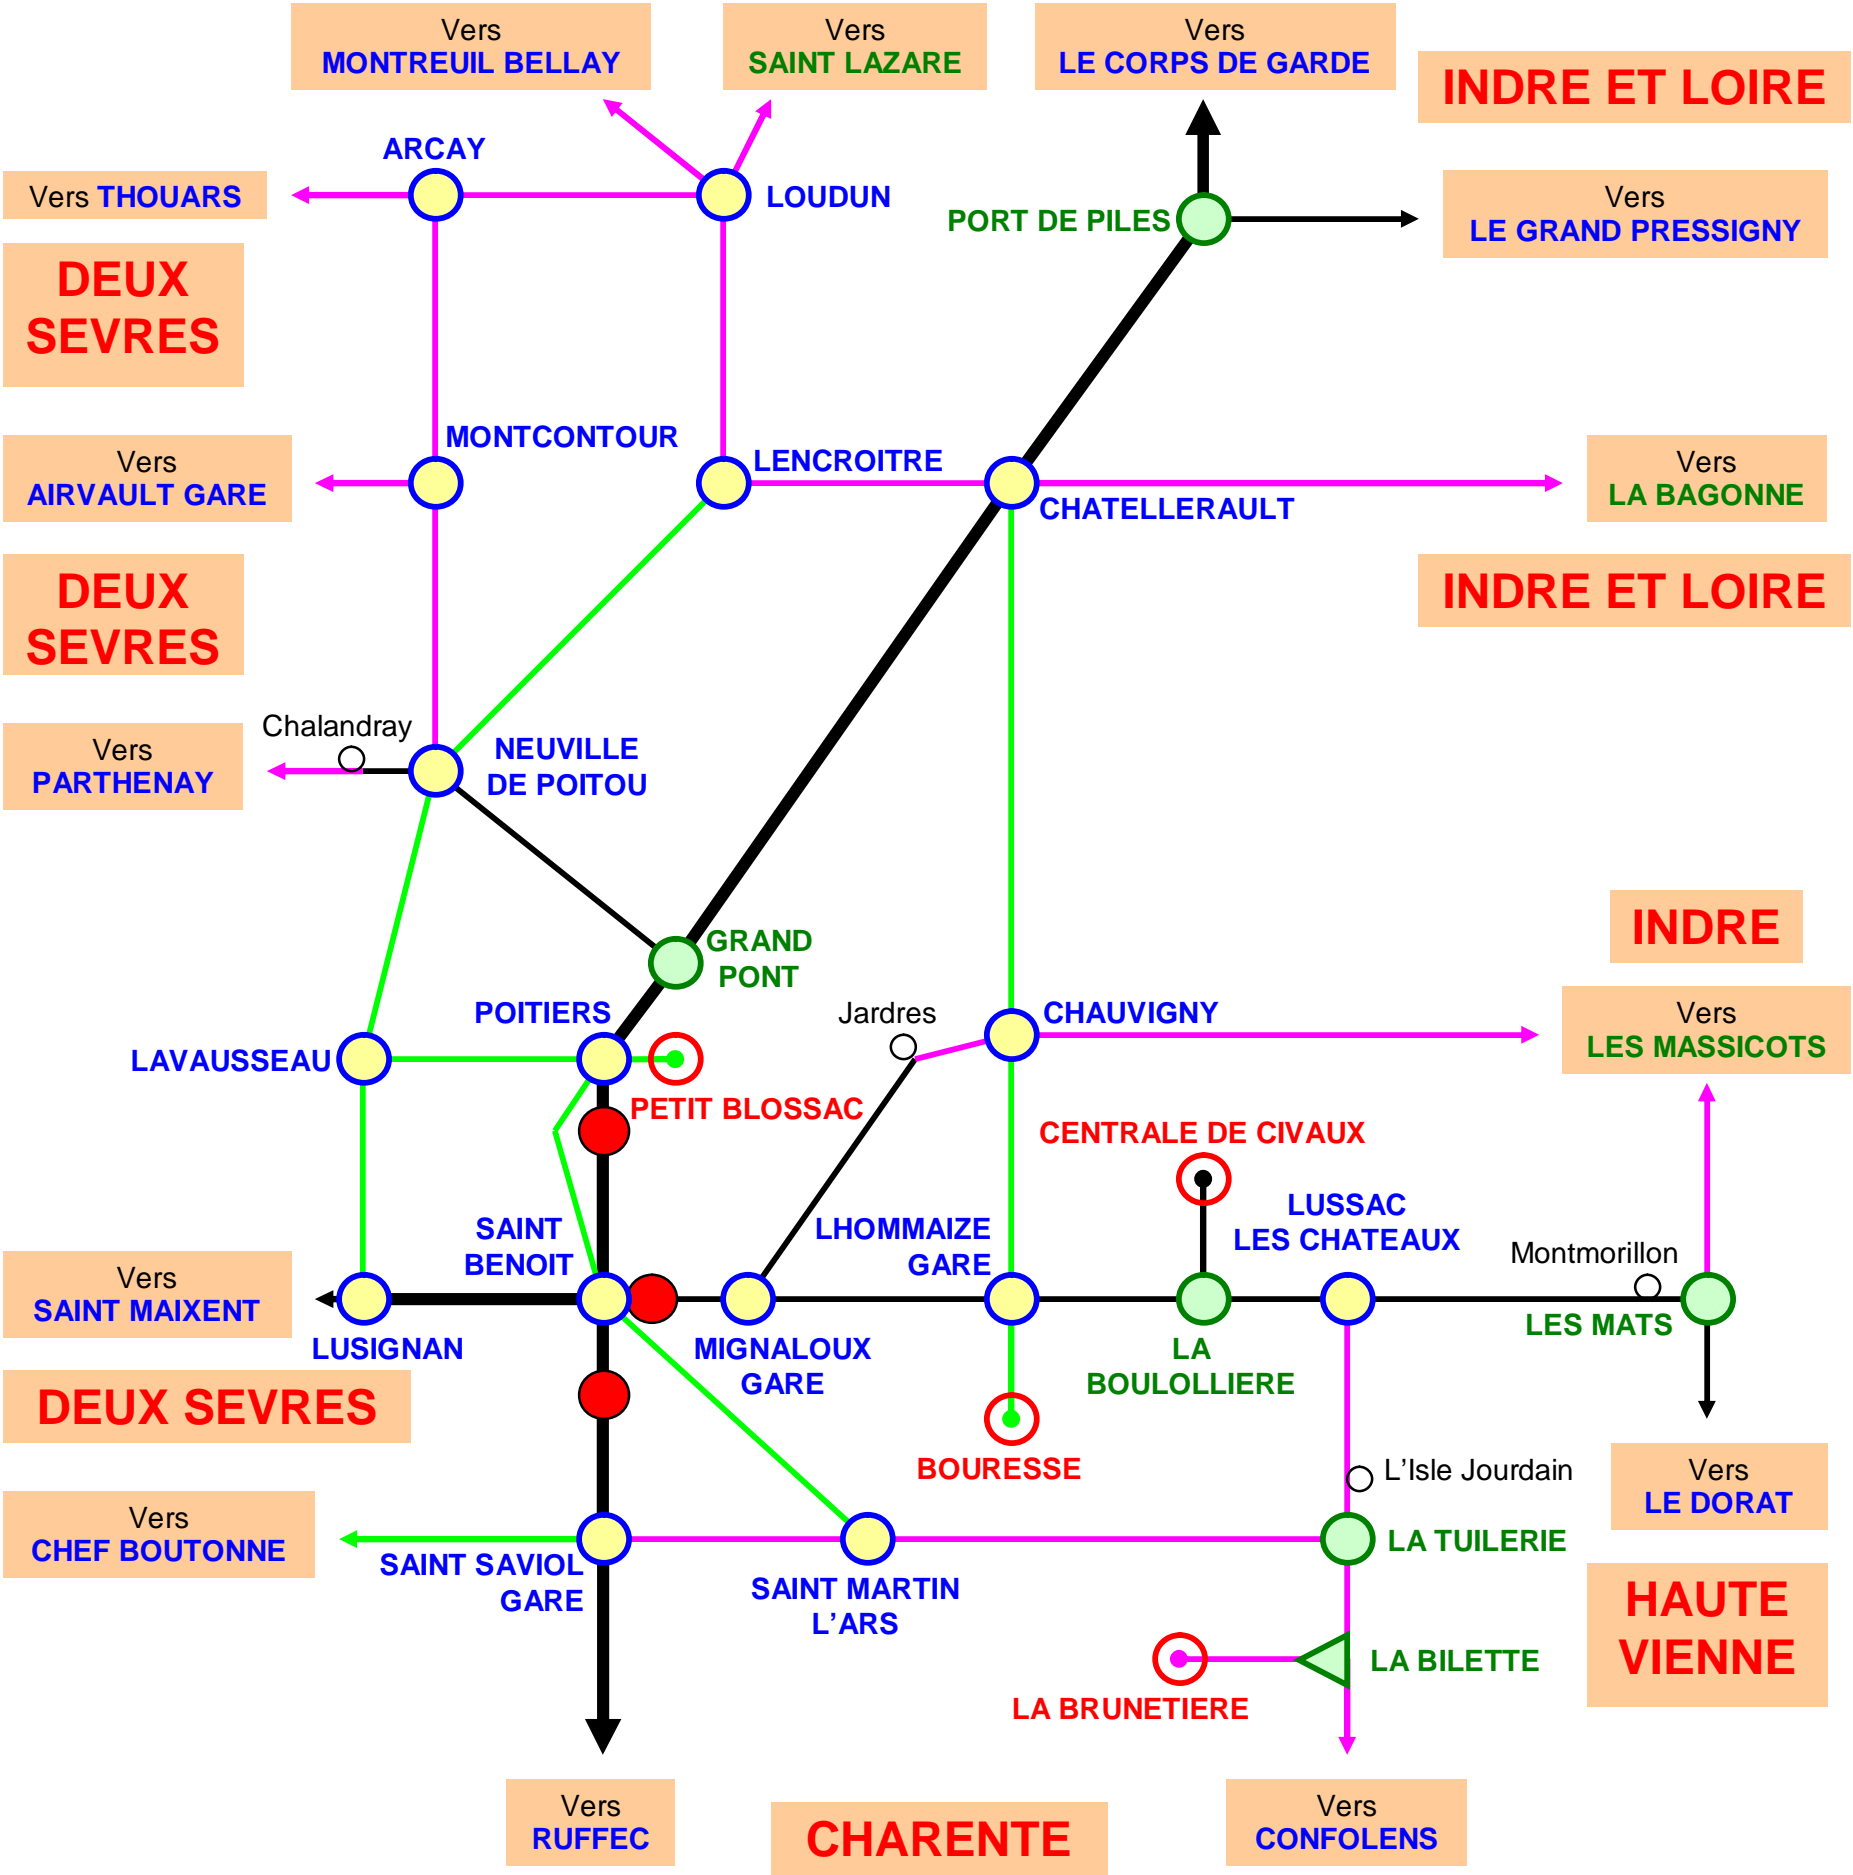 Vers
MONTREUIL BELLAY
Vers
SAINT LAZARE
Vers
LE CORPS DE GARDE
INDRE ET LOIRE
ARCAY
Vers THOUARS
LOUDUN
PORT DE PILES
Vers
LE GRAND PRESSIGNY
DEUX
SEVRES
MONTCONTOUR
Vers
AIRVAULT GARE
LENCROITRE
CHATELLERAULT
Vers
LA BAGONNE
DEUX
SEVRES
INDRE ET LOIRE
Chalandray
Vers
PARTHENAY
NEUVILLE
DE POITOU
GRAND
PONT
INDRE
POITIERS
Jardres
CHAUVIGNY
Vers
LES MASSICOTS
LAVAUSSEAU
PETIT BLOSSAC
CENTRALE DE CIVAUX
SAINT
BENOIT
LHOMMAIZE
GARE
LUSSAC
LES CHATEAUX
Montmorillon
Vers
SAINT MAIXENT
LUSIGNAN
MIGNALOUX
GARE
LA
BOULOLLIERE
LES MATS
DEUX SEVRES
BOURESSE
L'Isle Jourdain
Vers
LE DORAT
Vers
CHEF BOUTONNE
SAINT SAVIOL
GARE
SAINT MARTIN
L'ARS
LA TUILERIE
HAUTE
VIENNE
LA BILETTE
LA BRUNETIERE
Vers
RUFFEC
CHARENTE
Vers
CONFOLENS